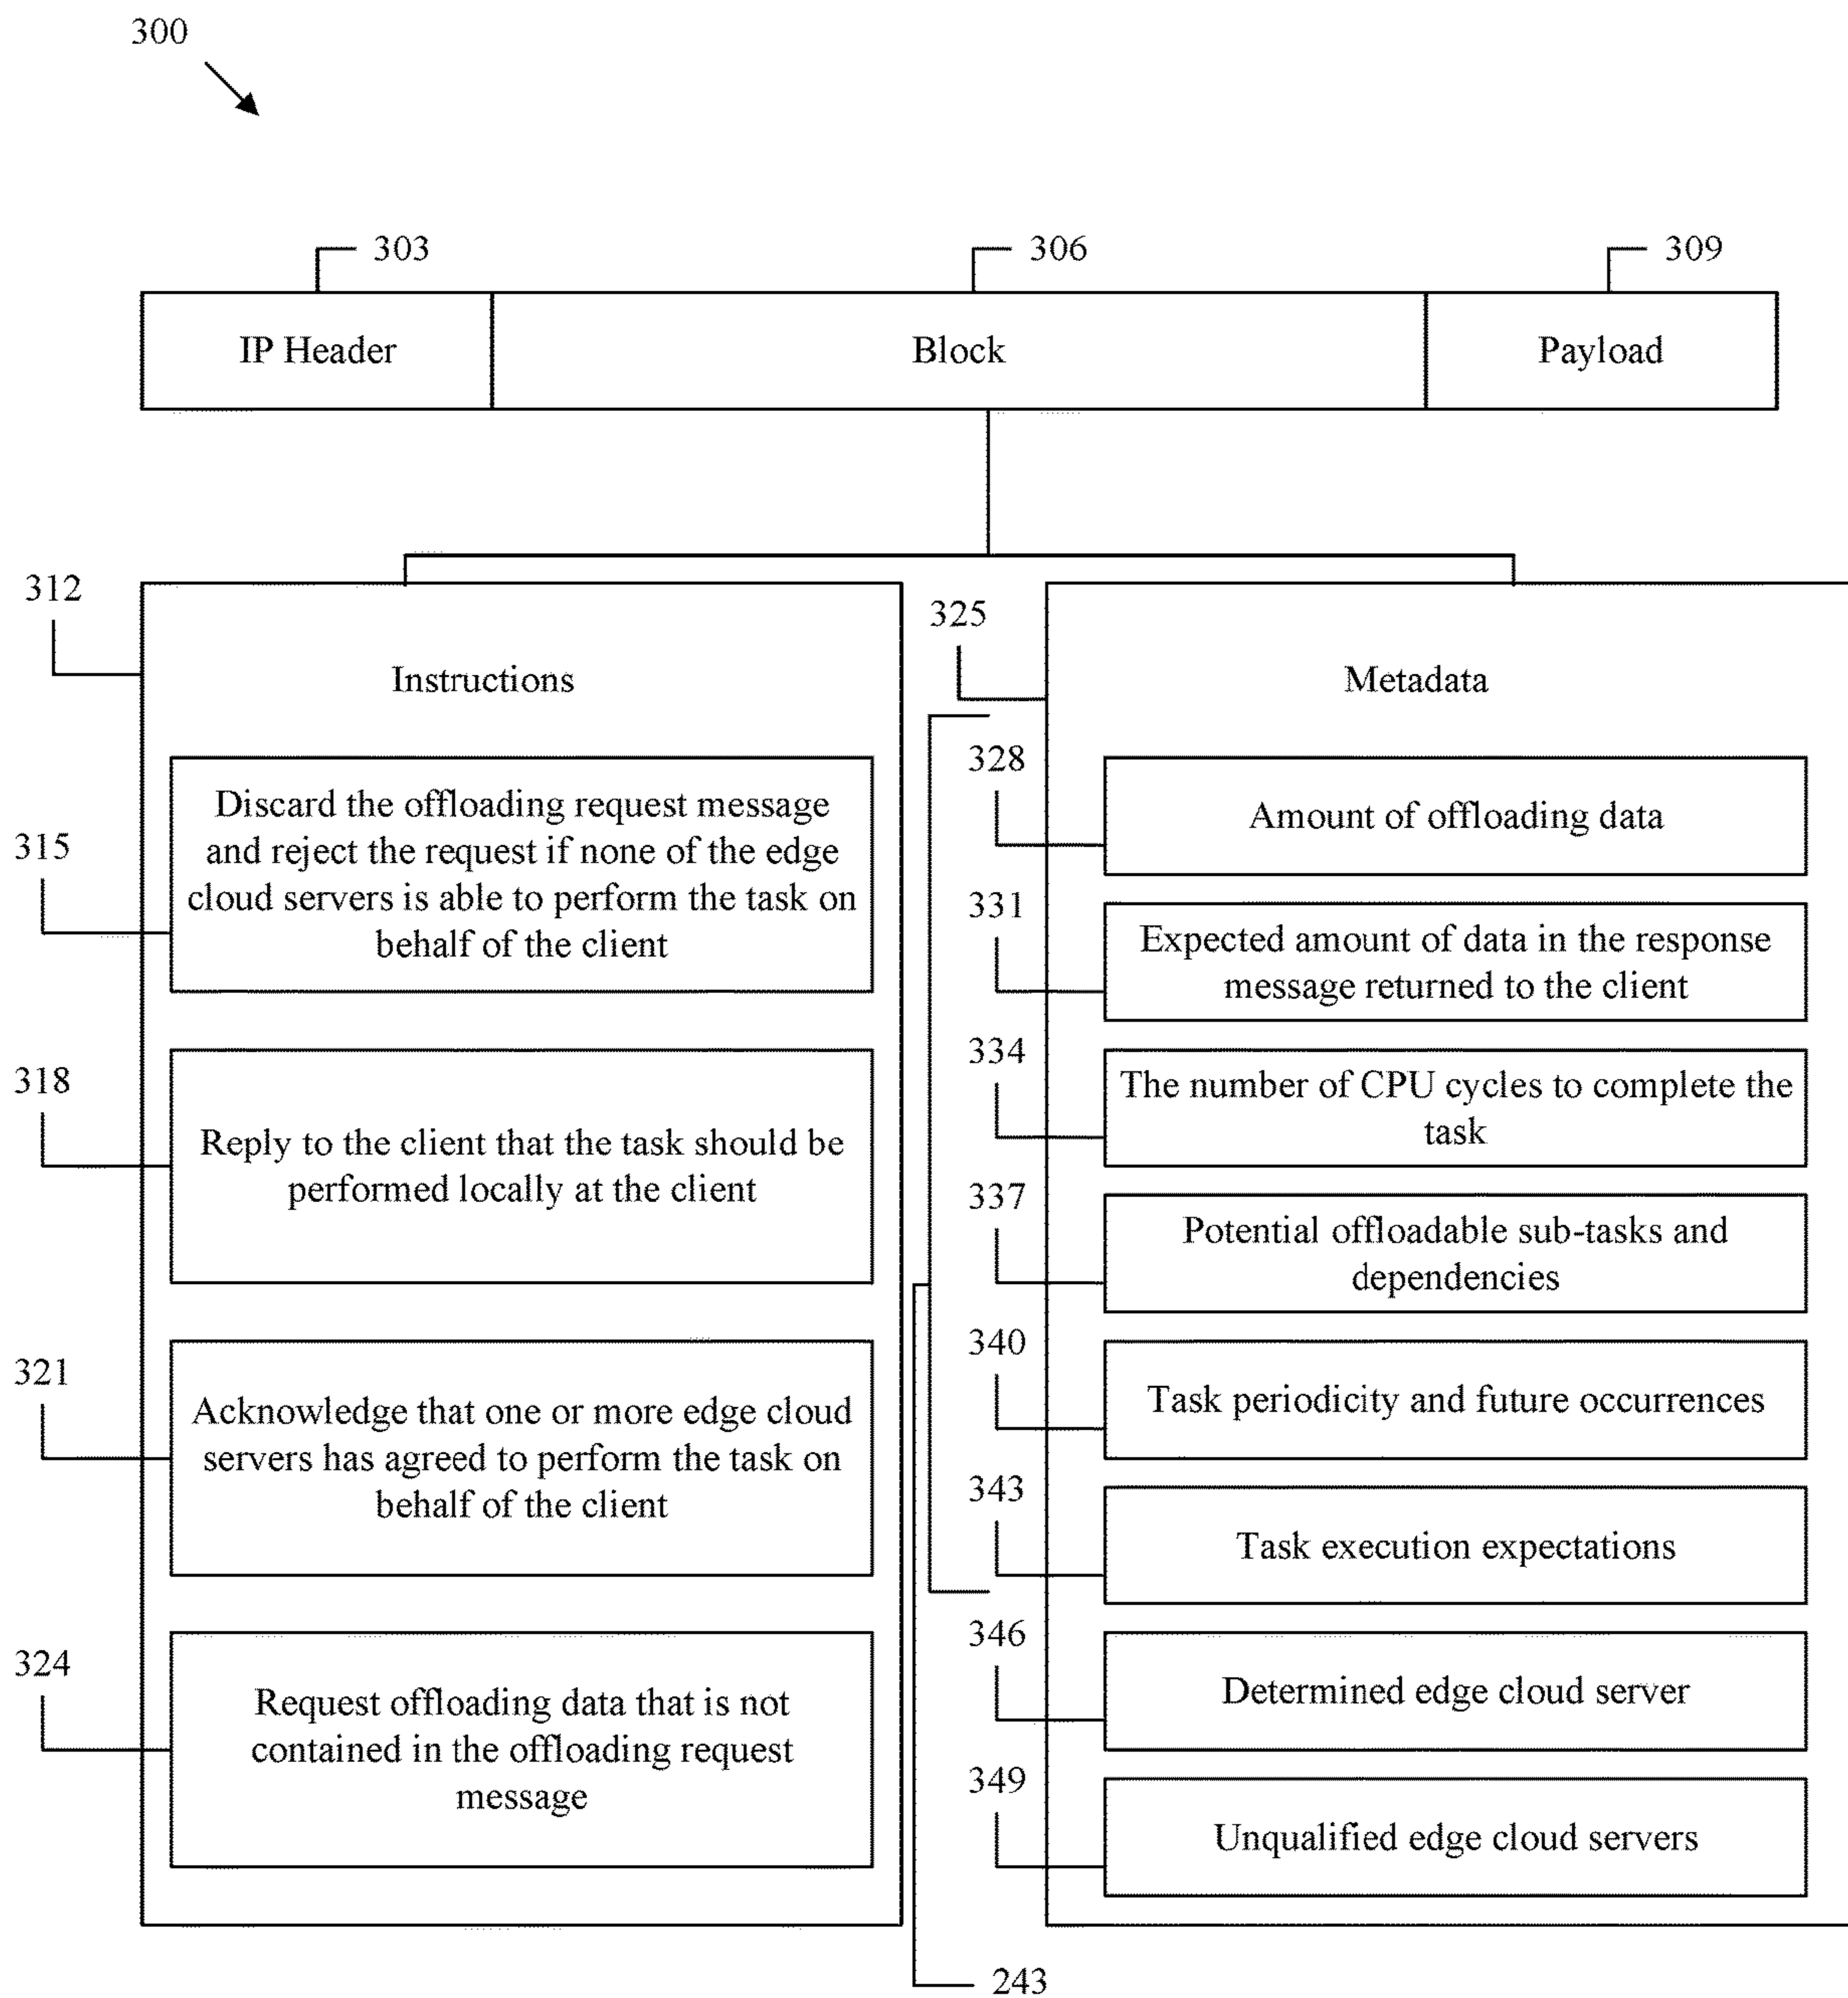 300
303
306
309
IP Header
Block
Payload
312
Instructions
315
Discard the offloading request message
and reject the request if none of the edge
cloud servers is able to perform the task on
behalf of the client
318
Reply to the client that the task should be
performed locally at the client
321
Acknowledge that one or more edge cloud
servers has agreed to perform the task on
behalf of the client
324
Request offloading data that is not
contained in the offloading request
message
325
Metadata
328
Amount of offloading data
331
Expected amount of data in the response
message returned to the client
334
The number of CPU cycles to complete the
task
337
Potential offloadable sub-tasks and
dependencies
340
Task periodicity and future occurrences
343
Task execution expectations
346
Determined edge cloud server
349
Unqualified edge cloud servers
243